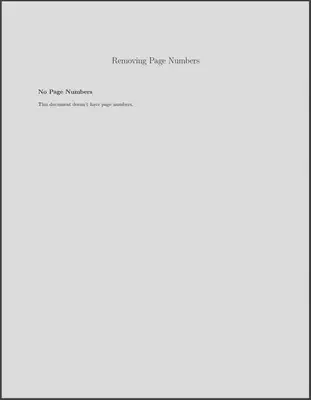 Removing Page Numbers
No Page Numbers
This document doesn't have page numbers.